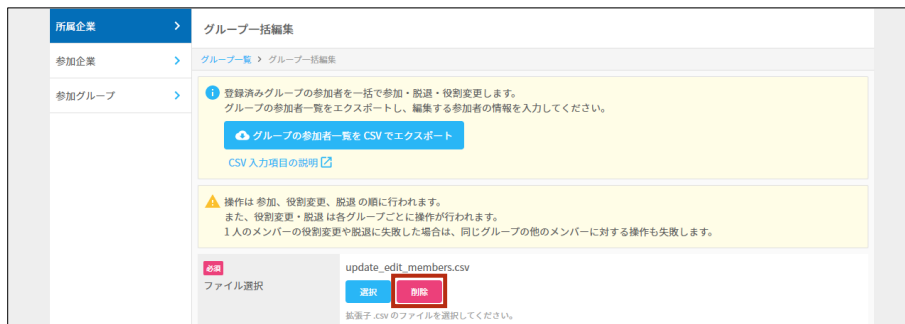 所属企業
参加企業
参加グループ
グループ一括編集
グループ一覧 > グループ一括編集
登録済みグループの参加者を一括で参加・脱退・役割変更します。
グループの参加者一覧をエクスポートし、編集する参加者の情報を入力してください。
グループの参加者一覧を CSV でエクスポート
CSV 入力項目の説明
操作は 参加、役割変更、脱退 の順に行われます。
また、役割変更・脱退 は各グループごとに操作が行われます。
1 人のメンバーの役割変更や脱退に失敗した場合は、同じグループの他のメンバーに対する操作も失敗します。
必須
ファイル選択
update_edit_members.csv
選択 削除
拡張子 .csv のファイルを選択してください。